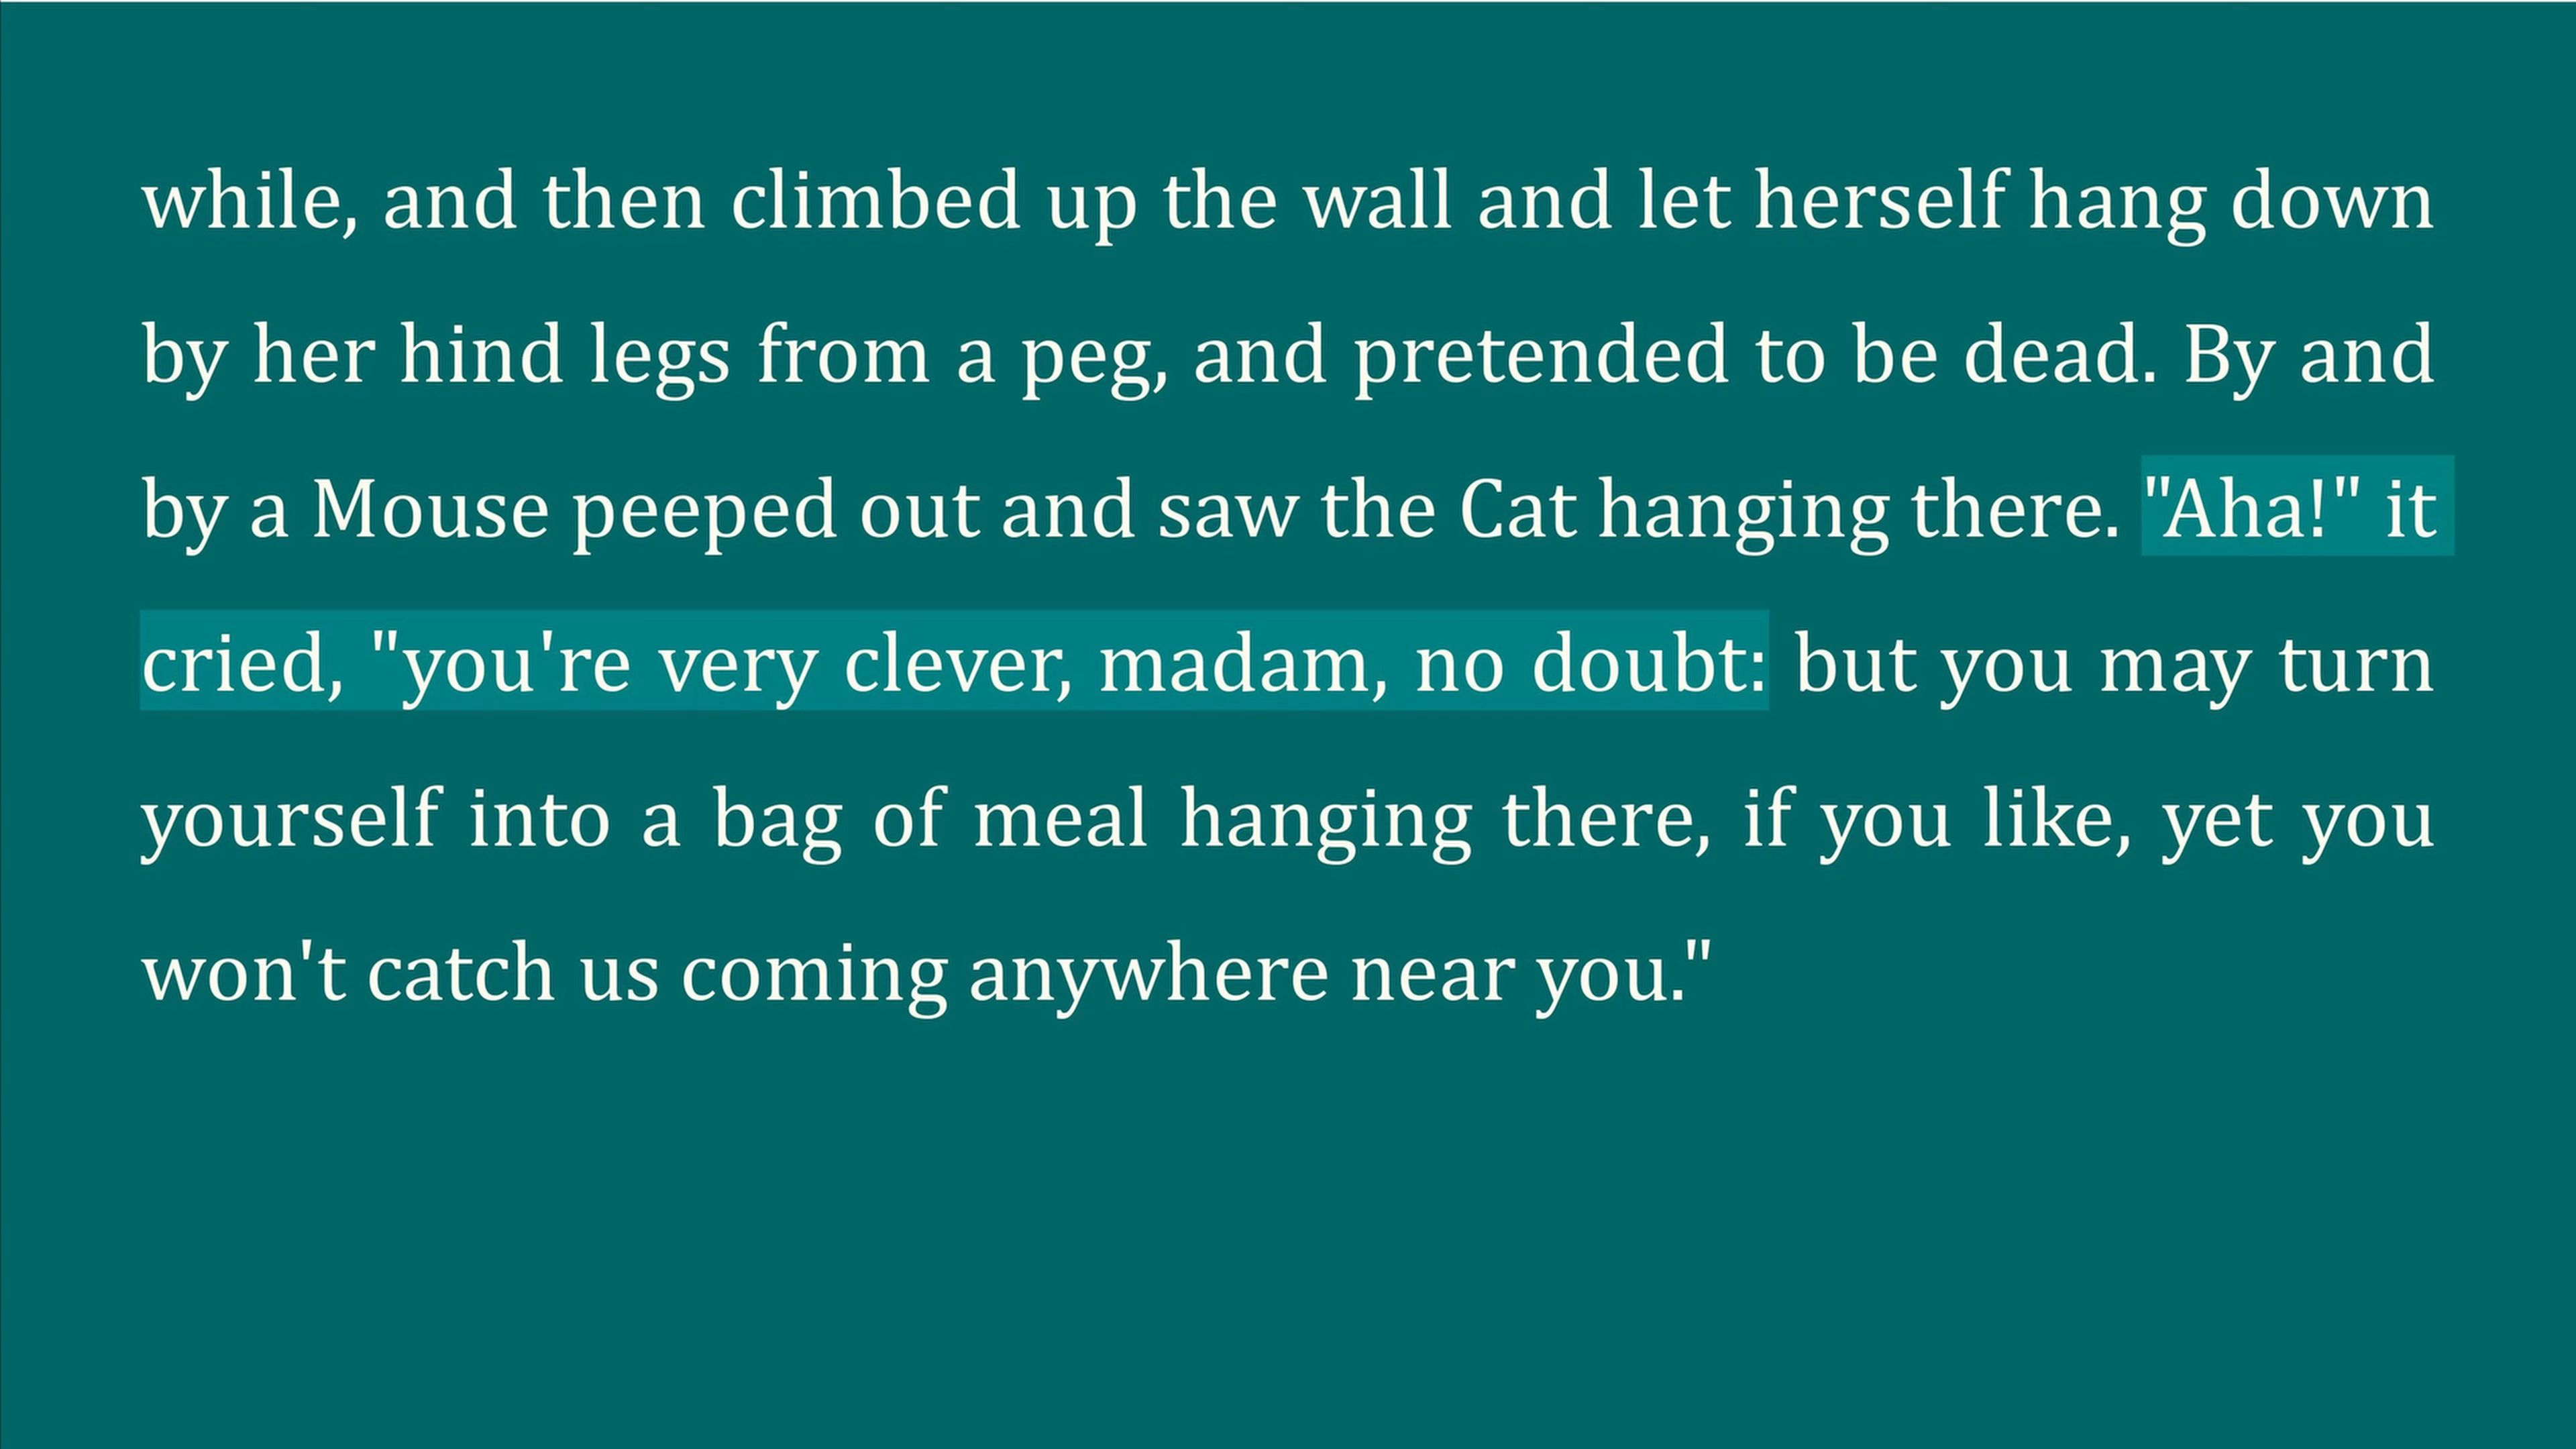 while, and then climbed up the wall and let herself hang down
by her hind legs from a peg, and pretended to be dead. By and
by a Mouse peeped out and saw the Cat hanging there. "Aha!" it
cried, "you're very clever, madam, no doubt: but you may turn
yourself into a bag of meal hanging there, if you like, yet you
won't catch us coming anywhere near you."